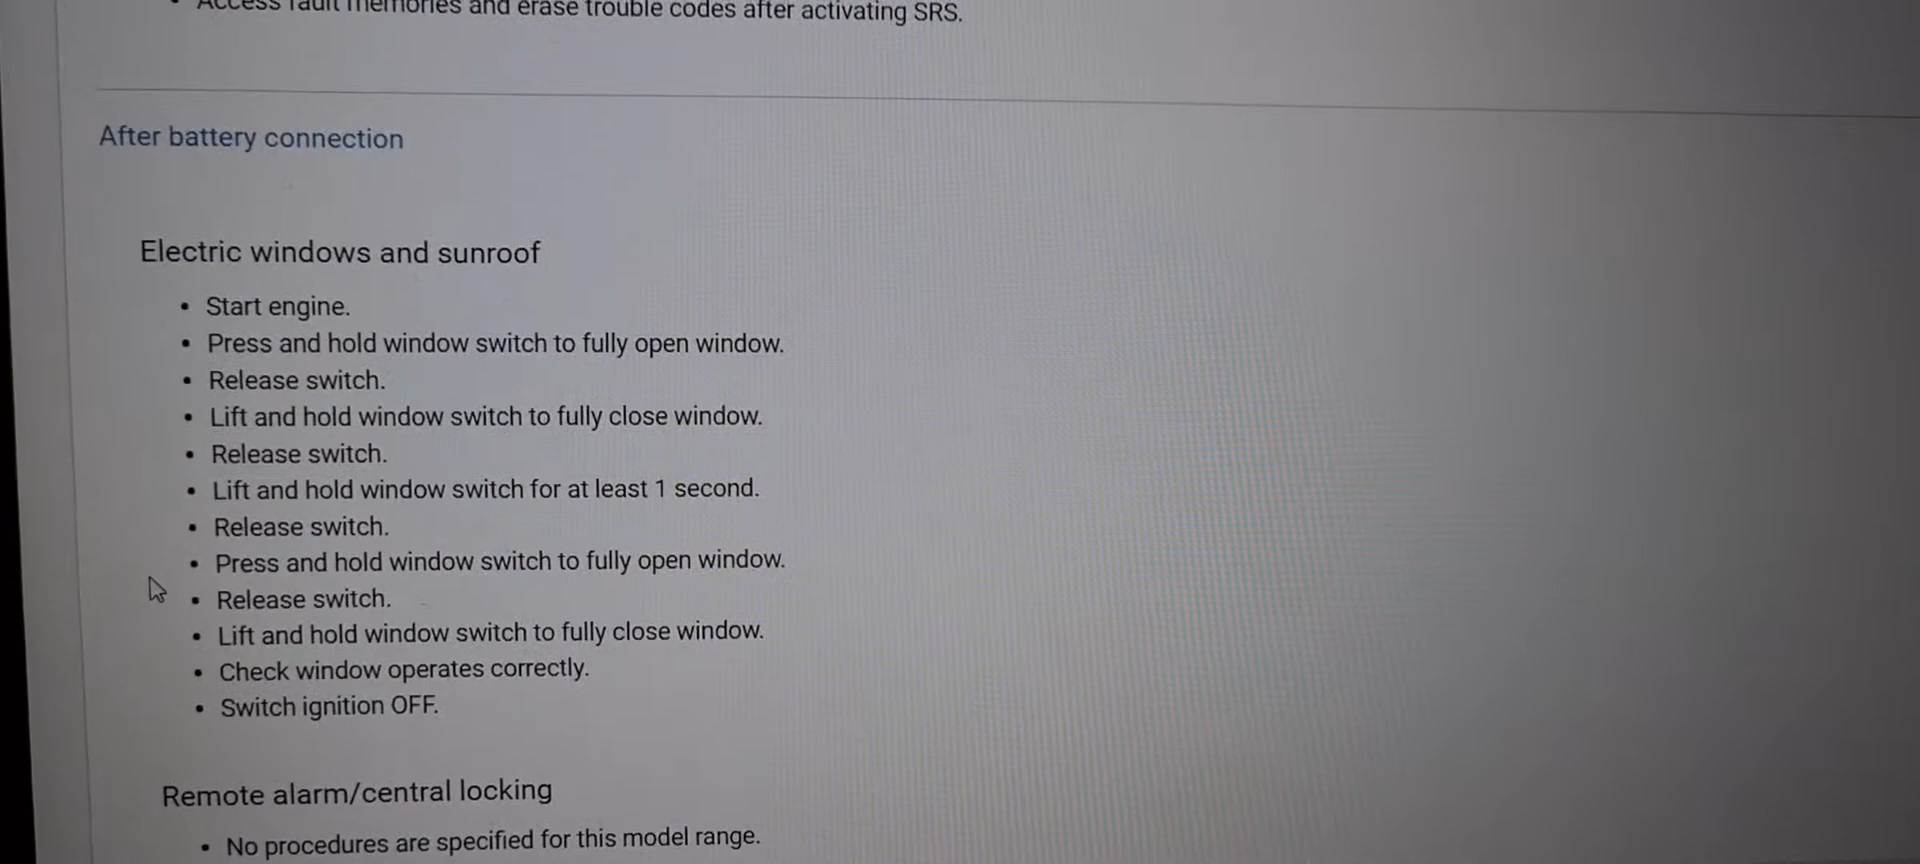 Access fault memories and erase trouble codes after activating SRS.
After battery connection
Electric windows and sunroof
• Start engine.
• Press and hold window switch to fully open window.
• Release switch.
• Lift and hold window switch to fully close window.
• Release switch.
• Lift and hold window switch for at least 1 second.
• Release switch.
• Press and hold window switch to fully open window.
• Release switch.
• Lift and hold window switch to fully close window.
• Check window operates correctly.
• Switch ignition OFF.
Remote alarm/central locking
• No procedures are specified for this model range.